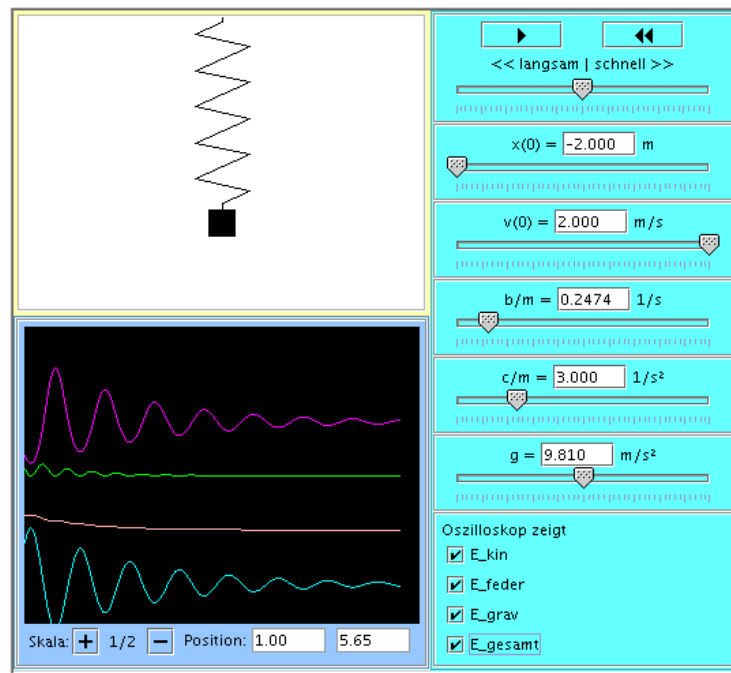 << langsam | schnell >>
x(0) = -2.000 m
v(0) = 2.000 m/s
b/m = 0.2474 1/s
c/m = 3.000 1/s²
g = 9.810 m/s²
Oszilloskop zeigt
E_kin
E_feder
E_grav
E_gesamt
Skala: + 1/2 − Position: 1.00 5.65